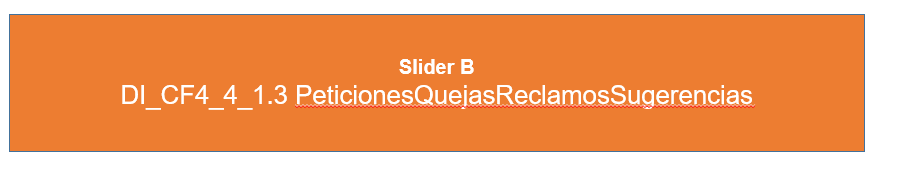 Slider B
DI_CF4_4_1.3 PeticionesQuejasReclamosSugerencias